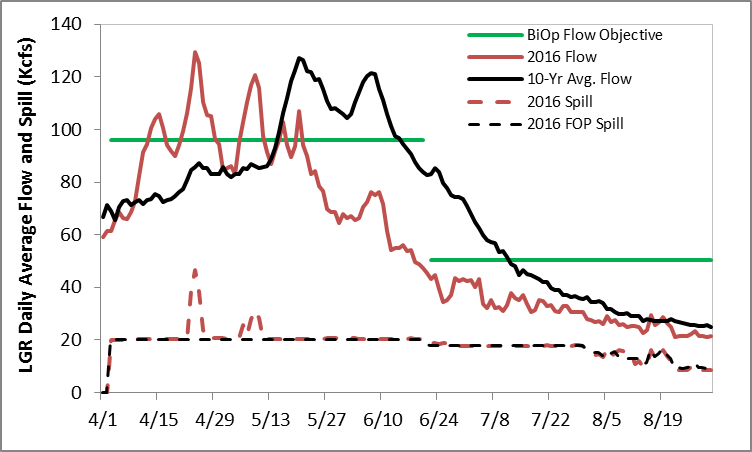 LGR Daily Average Flow and Spill (Kcfs)
140
120
100
80
60
40
20
0
4/1 4/15 4/29 5/13 5/27 6/10 6/24 7/8 7/22 8/5 8/19
BiOp Flow Objective
2016 Flow
10-Yr Avg. Flow
2016 Spill
2016 FOP Spill